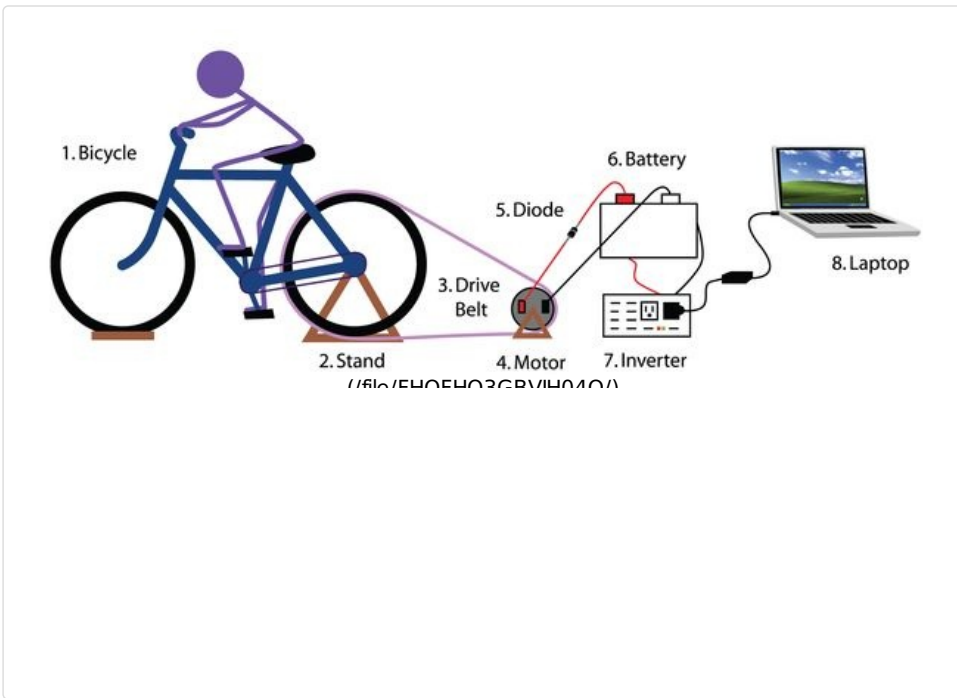 1. Bicycle
2. Stand
3. Drive
Belt
4. Motor
5. Diode
6. Battery
7. Inverter
8. Laptop